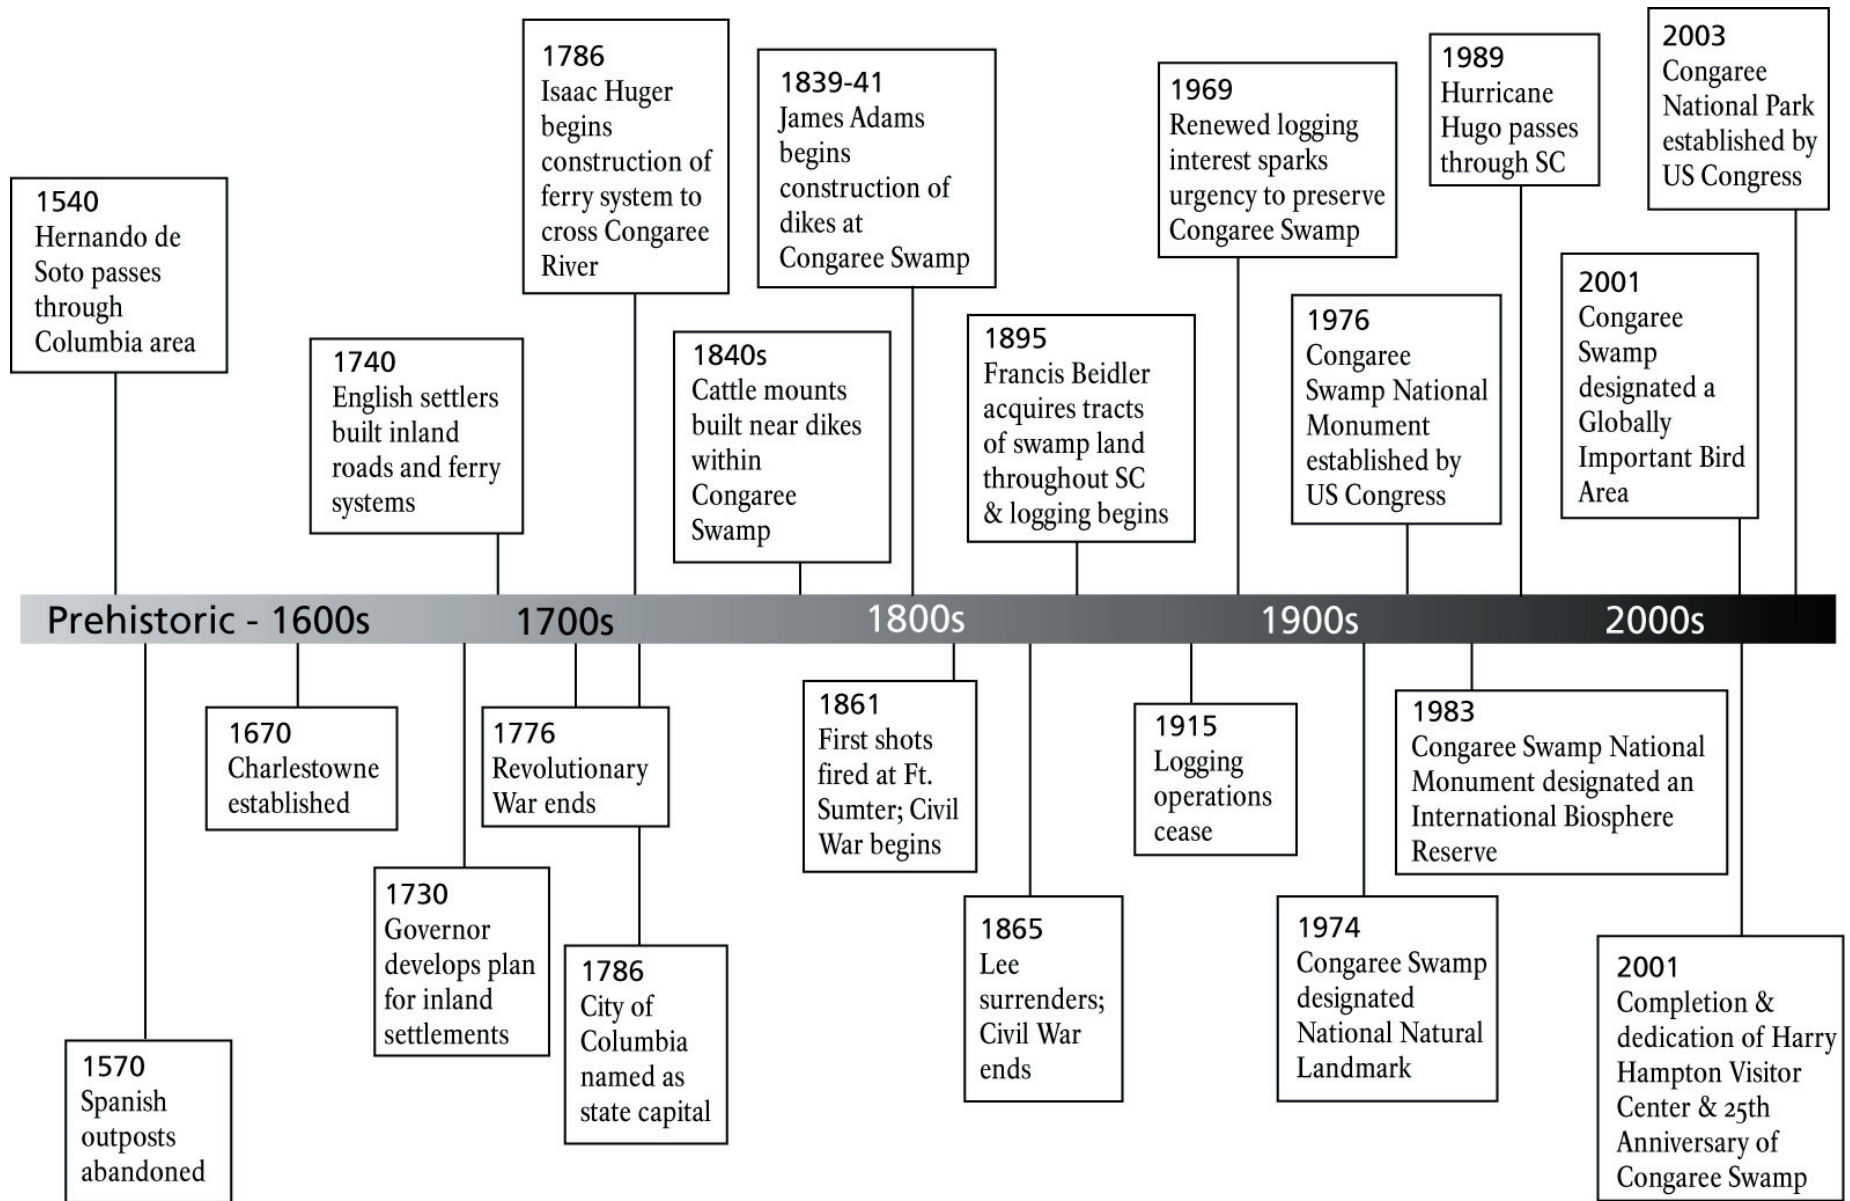 1540
Hernando de
Soto passes
through
Columbia area
1740
English settlers
built inland
roads and ferry
systems
1786
Isaac Huger
begins
construction of
ferry system to
cross Congaree
River
1840s
Cattle mounts
built near dikes
within
Congaree
Swamp
1839-41
James Adams
begins
construction of
dikes at
Congaree Swamp
1895
Francis Beidler
acquires tracts
of swamp land
throughout SC
& logging begins
1969
Renewed logging
interest sparks
urgency to preserve
Congaree Swamp
1976
Congaree
Swamp National
Monument
established by
US Congress
1989
Hurricane
Hugo passes
through SC
2001
Congaree
Swamp
designated a
Globally
Important Bird
Area
2003
Congaree
National Park
established by
US Congress
Prehistoric - 1600s 1700s 1800s 1900s 2000s
1570
Spanish
outposts
abandoned
1670
Charlestowne
established
1730
Governor
develops plan
for inland
settlements
1776
Revolutionary
War ends
1786
City of
Columbia
named as
state capital
1861
First shots
fired at Ft.
Sumter; Civil
War begins
1865
Lee
surrenders;
Civil War
ends
1915
Logging
operations
cease
1974
Congaree Swamp
designated
National Natural
Landmark
1983
Congaree Swamp National
Monument designated an
International Biosphere
Reserve
2001
Completion &
dedication of Harry
Hampton Visitor
Center & 25th
Anniversary of
Congaree Swamp